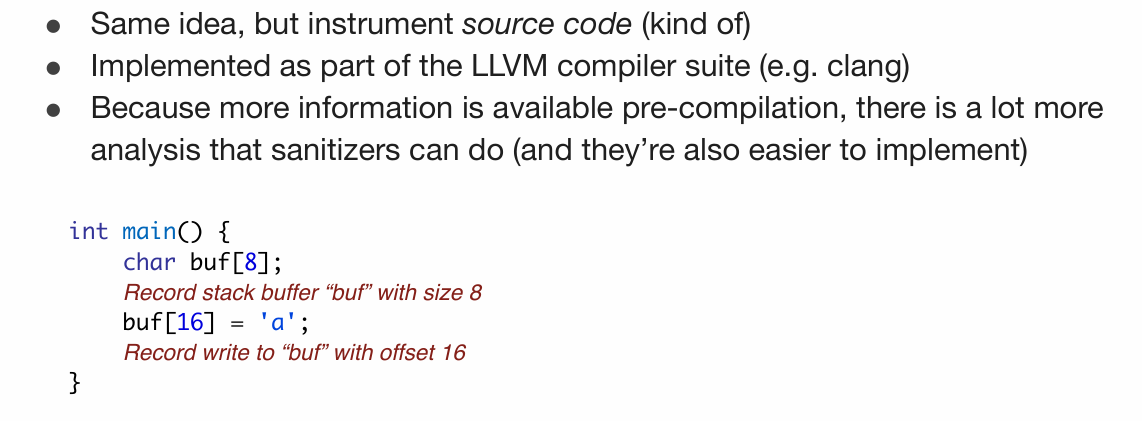 ● Same idea, but instrument source code (kind of)
● Implemented as part of the LLVM compiler suite (e.g. clang)
● Because more information is available pre-compilation, there is a lot more
analysis that sanitizers can do (and they’re also easier to implement)
int main() {
    char buf[8];
    Record stack buffer “buf” with size 8
    buf[16] = 'a';
    Record write to “buf” with offset 16
}